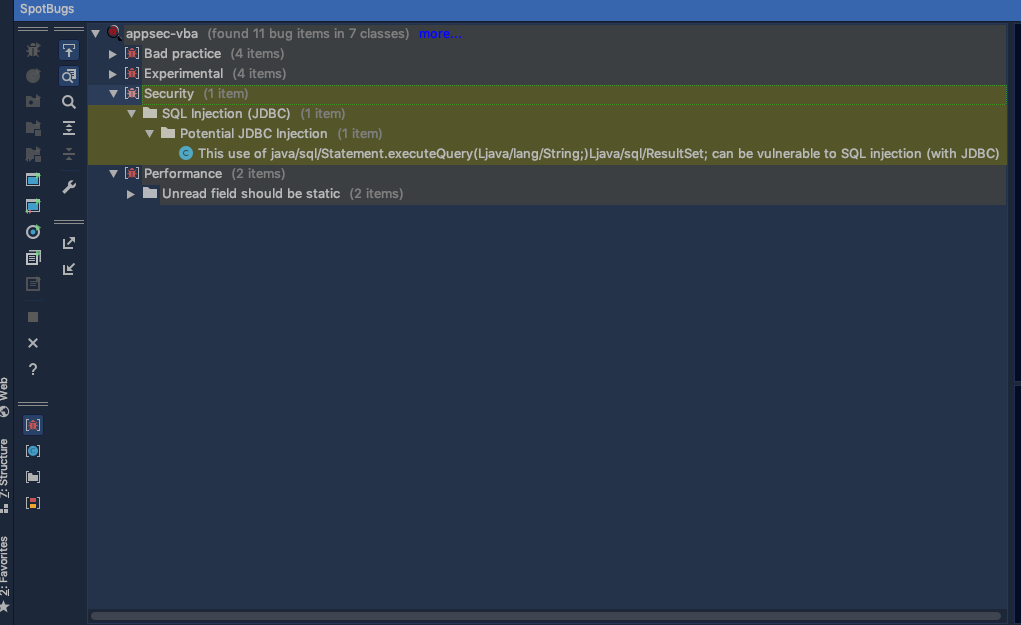 SpotBugs
appsec-vba (found 11 bug items in 7 classes) more...
Bad practice (4 items)
Experimental (4 items)
Security (1 item)
SQL Injection (JDBC) (1 item)
Potential JDBC Injection (1 item)
This use of java/sql/Statement.executeQuery(Ljava/lang/String;)Ljava/sql/ResultSet; can be vulnerable to SQL injection (with JDBC)
Performance (2 items)
Unread field should be static (2 items)
?
Web
7: Structure
2: Favorites